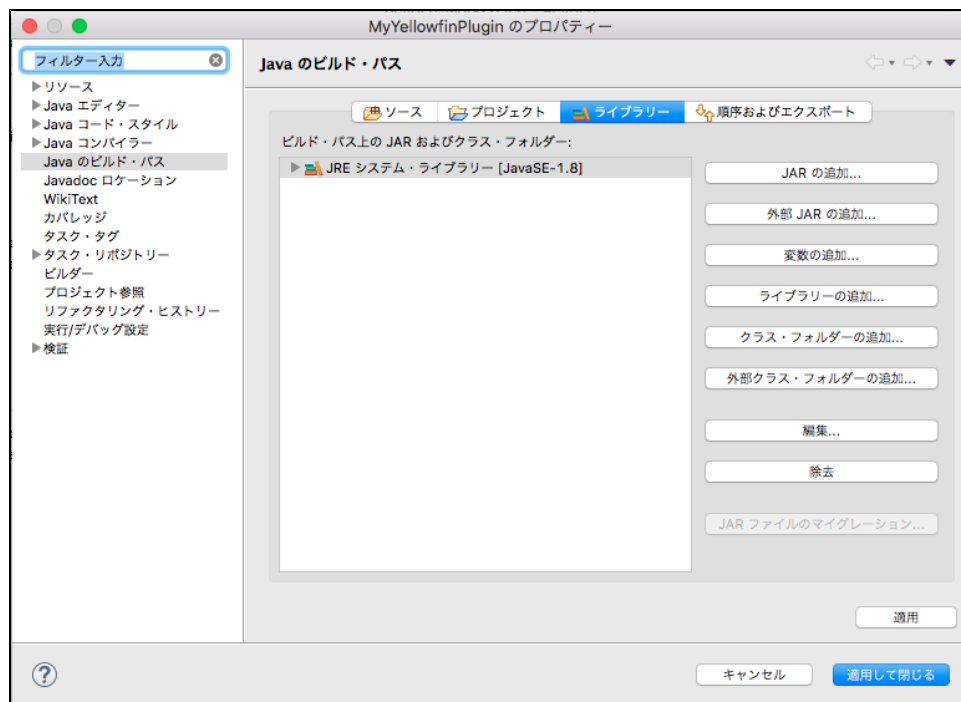 MyYellowfinPlugin のプロパティー
フィルター入力
リソース
Java エディター
Java コード・スタイル
Java コンパイラー
Java のビルド・パス
Javadoc ロケーション
WikiText
カバレッジ
タスク・タグ
タスク・リポジトリー
ビルダー
プロジェクト参照
リファクタリング・ヒストリー
実行/デバッグ設定
検証
Java のビルド・パス
ソース
プロジェクト
ライブラリー
順序およびエクスポート
ビルド・パス上の JAR およびクラス・フォルダー:
JRE システム・ライブラリー [JavaSE-1.8]
JAR の追加...
外部 JAR の追加...
変数の追加...
ライブラリーの追加...
クラス・フォルダーの追加...
外部クラス・フォルダーの追加...
編集...
除去
JAR ファイルのマイグレーション...
適用
?
キャンセル
適用して閉じる